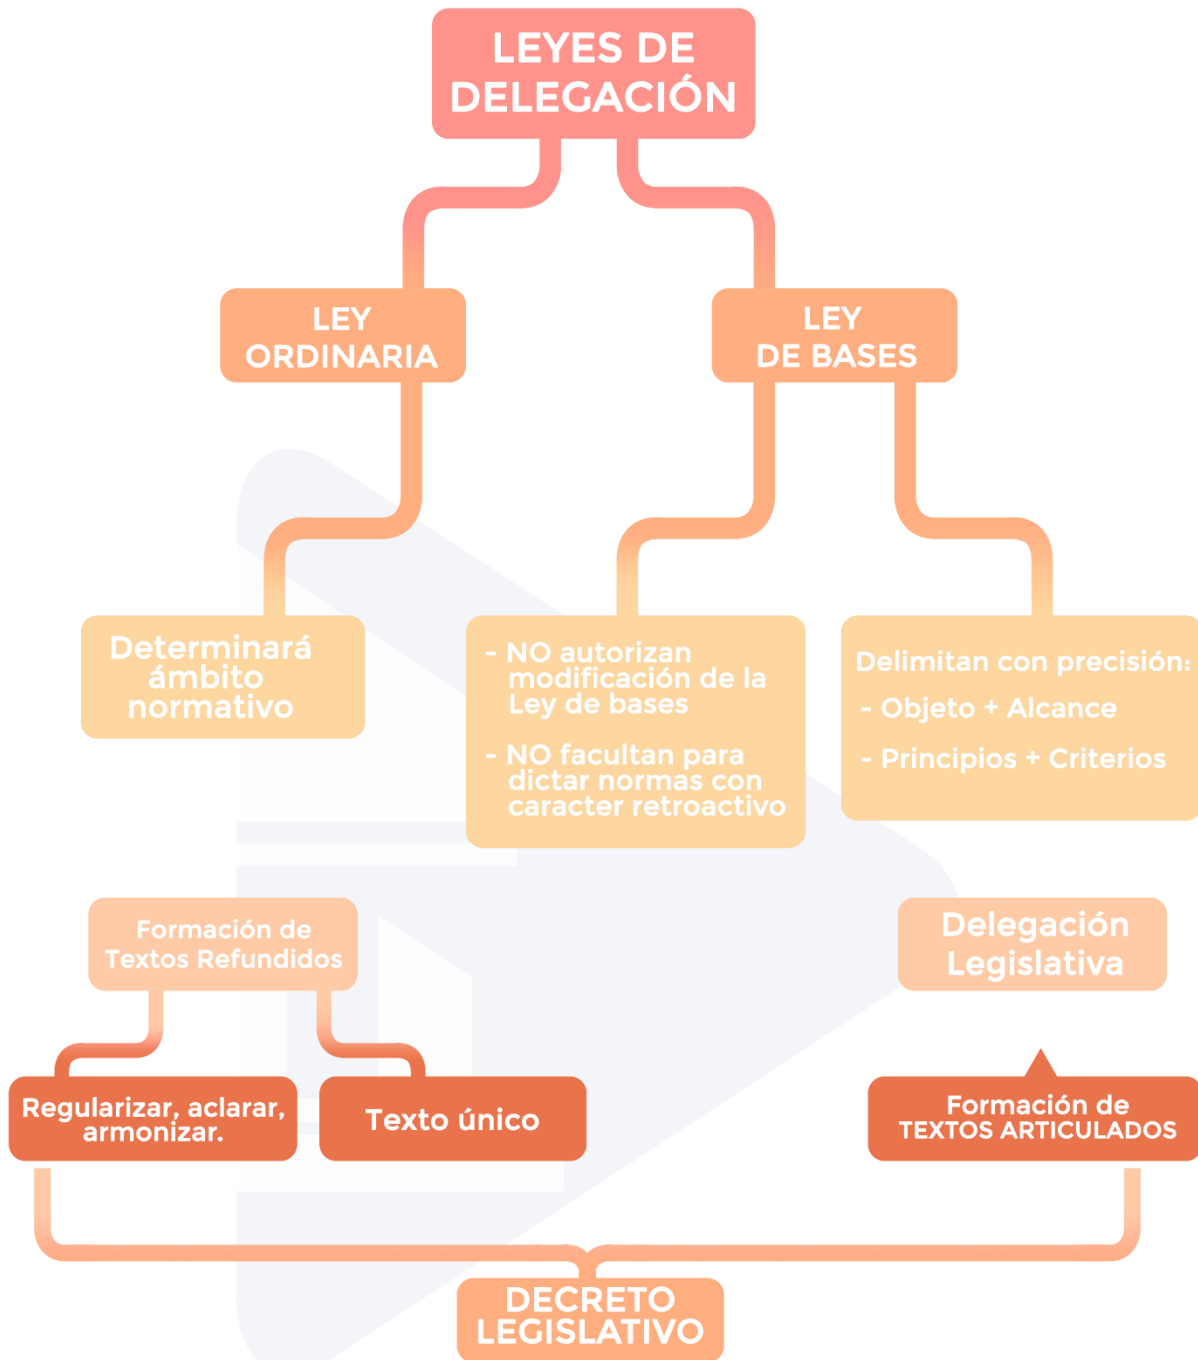 LEYES DE
DELEGACIÓN
LEY
ORDINARIA
LEY
DE BASES
Determinará
ámbito
normativo
- NO autorizan
modificación de la
Ley de bases
- NO facultan para
dictar normas con
caracter retroactivo
Delimitan con precisión:
- Objeto + Alcance
- Principios + Criterios
Formación de
Textos Refundidos
Delegación
Legislativa
Regularizar, aclarar,
armonizar.
Texto único
Formación de
TEXTOS ARTICULADOS
DECRETO
LEGISLATIVO